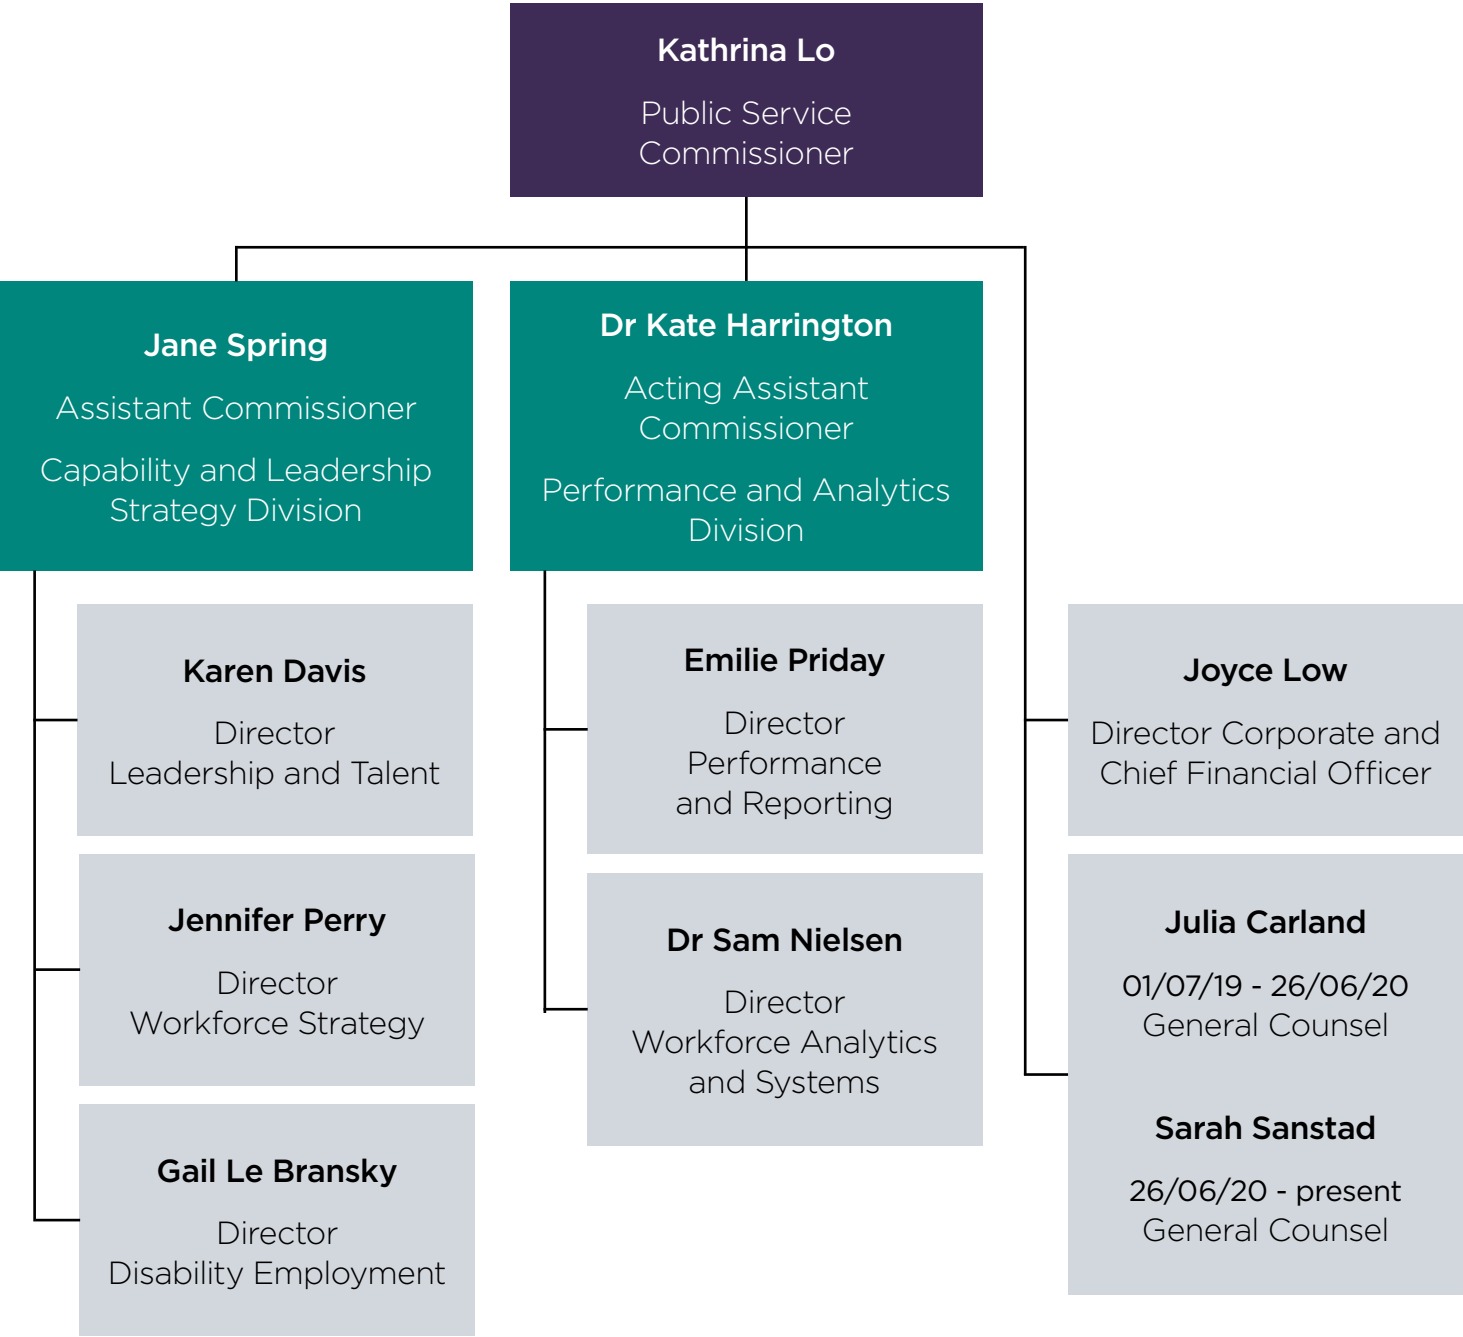 Kathrina Lo
Public Service
Commissioner
Jane Spring
Assistant Commissioner
Capability and Leadership
Strategy Division
Dr Kate Harrington
Acting Assistant
Commissioner
Performance and Analytics
Division
Karen Davis
Director
Leadership and Talent
Jennifer Perry
Director
Workforce Strategy
Gail Le Bransky
Director
Disability Employment
Emilie Priday
Director
Performance
and Reporting
Dr Sam Nielsen
Director
Workforce Analytics
and Systems
Joyce Low
Director Corporate and
Chief Financial Officer
Julia Carland
01/07/19 - 26/06/20
General Counsel
Sarah Sanstad
26/06/20 - present
General Counsel